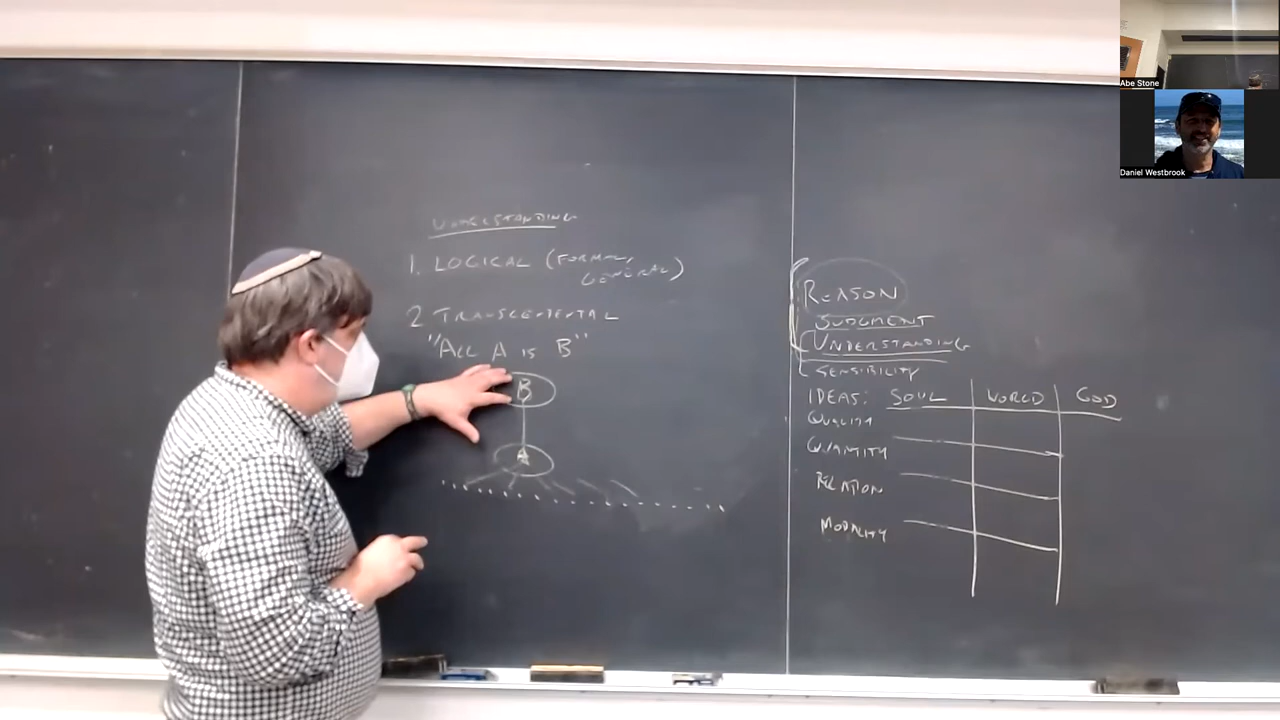 Abe Stone
Daniel Westbrook
UNDERSTANDING
1. LOGICAL (FORMAL, GENERAL)
2 TRANSCENDENTAL
"ALL A IS B"
B
A
REASON
JUDGMENT
UNDERSTANDING
SENSIBILITY
IDEAS: SOUL WORLD GOD
QUALITY
QUANTITY
RELATION
MODALITY